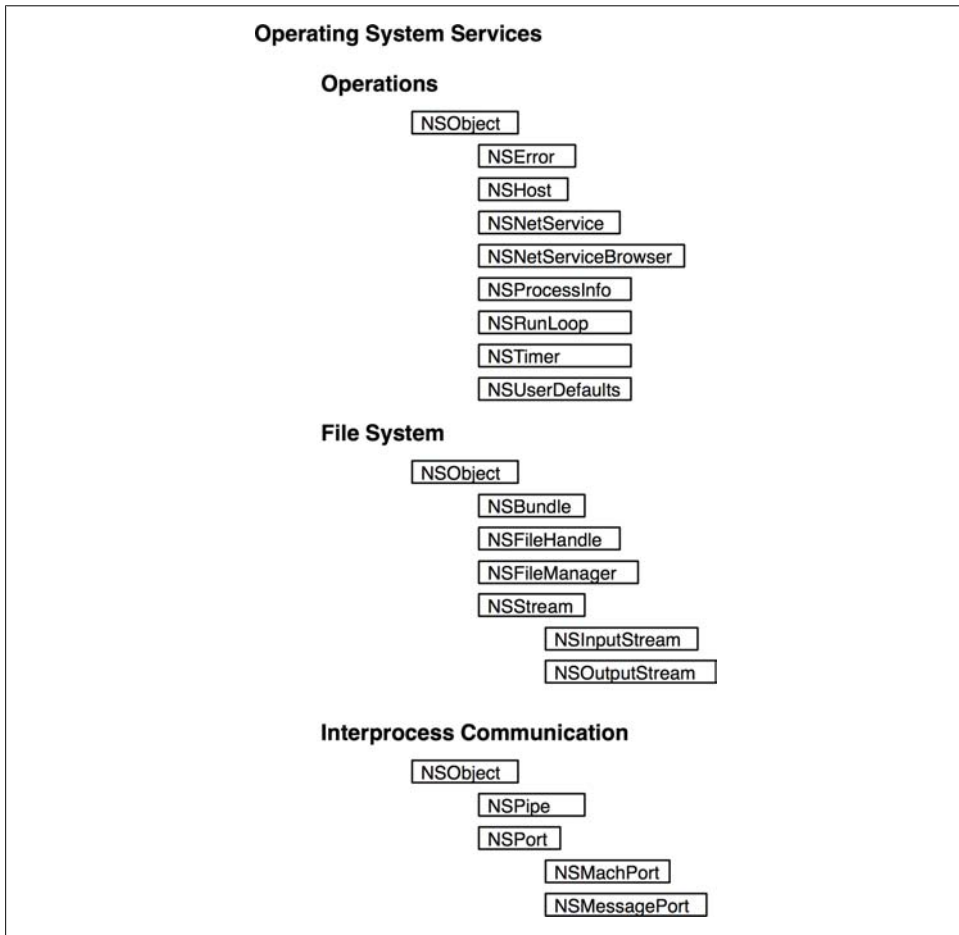 Operating System Services
Operations
NSObject
NSError
NSHost
NSNetService
NSNetServiceBrowser
NSProcessInfo
NSRunLoop
NSTimer
NSUserDefaults
File System
NSObject
NSBundle
NSFileHandle
NSFileManager
NSStream
NSInputStream
NSOutputStream
Interprocess Communication
NSObject
NSPipe
NSPort
NSMachPort
NSMessagePort